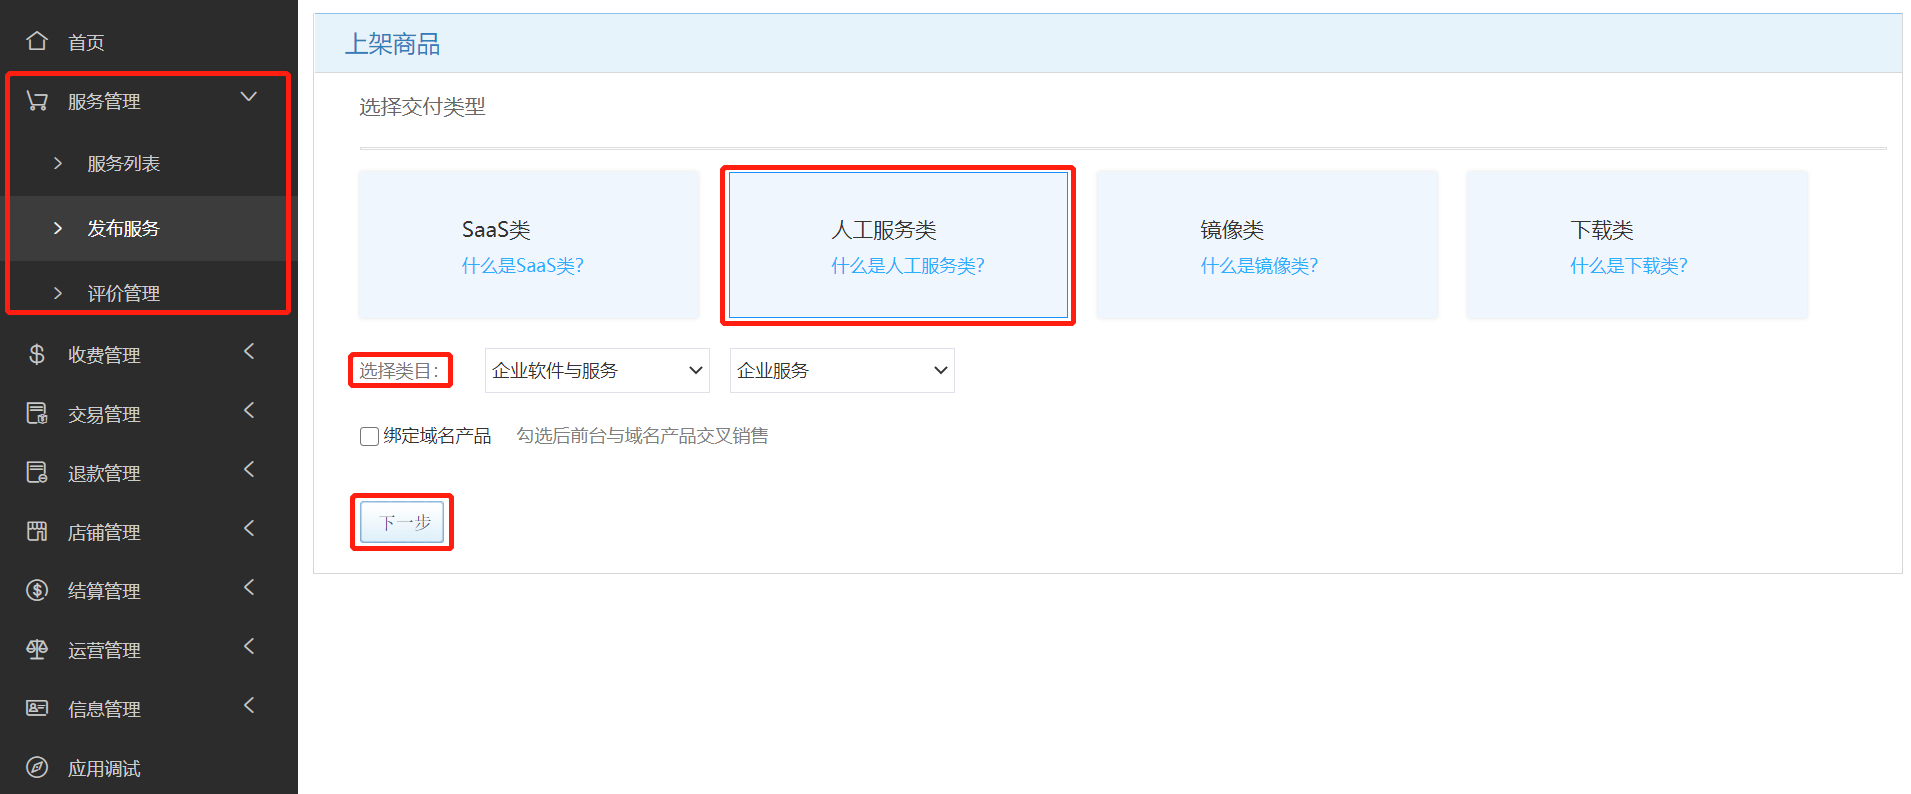 首页
服务管理
服务列表
发布服务
评价管理
收费管理
交易管理
退款管理
店铺管理
结算管理
运营管理
信息管理
应用调试
上架商品
选择交付类型
SaaS类
什么是SaaS类?
人工服务类
什么是人工服务类?
镜像类
什么是镜像类?
下载类
什么是下载类?
选择类目: 企业软件与服务 企业服务
绑定域名产品 勾选后前台与域名产品交叉销售
下一步